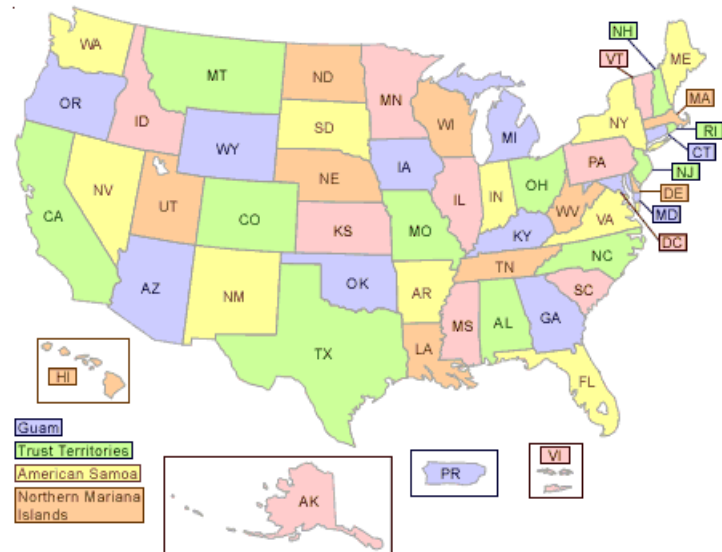 WA
MT
ND
MN
NH
VT
ME
OR
ID
WY
SD
WI
MI
NY
MA
RI
CT
NJ
DE
MD
DC
PA
NV
UT
CO
NE
IA
IL
IN
OH
WV
VA
CA
KS
MO
KY
NC
AZ
NM
OK
AR
TN
SC
TX
LA
MS
AL
GA
FL
HI
Guam
Trust Territories
American Samoa
Northern Mariana
Islands
AK
PR
VI